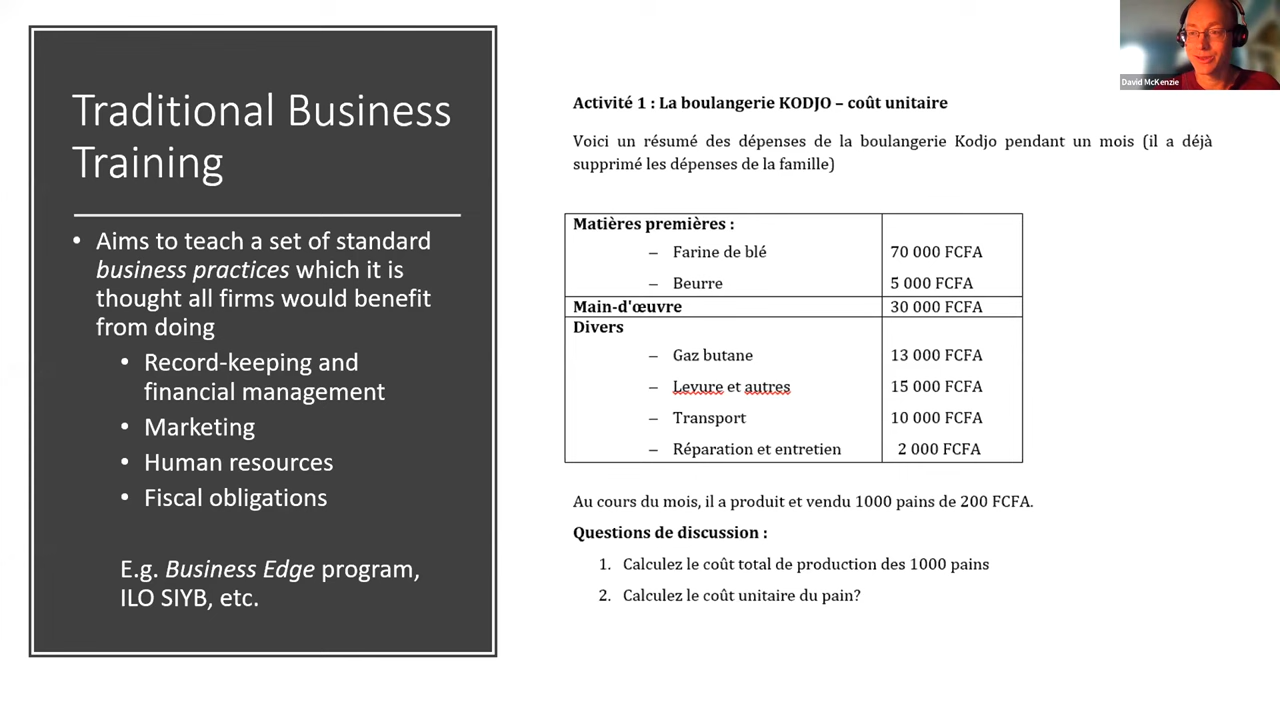 Traditional Business
Training
• Aims to teach a set of standard
business practices which it is
thought all firms would benefit
from doing
• Record-keeping and
financial management
• Marketing
• Human resources
• Fiscal obligations
E.g. Business Edge program,
ILO SIYB, etc.
David McKenzie
Activité 1 : La boulangerie KODJO – coût unitaire
Voici un résumé des dépenses de la boulangerie Kodjo pendant un mois (il a déjà
supprimé les dépenses de la famille)
Matières premières :
– Farine de blé 70 000 FCFA
– Beurre 5 000 FCFA
Main-d'œuvre 30 000 FCFA
Divers
– Gaz butane 13 000 FCFA
– Levure et autres 15 000 FCFA
– Transport 10 000 FCFA
– Réparation et entretien 2 000 FCFA
Au cours du mois, il a produit et vendu 1000 pains de 200 FCFA.
Questions de discussion :
1. Calculez le coût total de production des 1000 pains
2. Calculez le coût unitaire du pain?